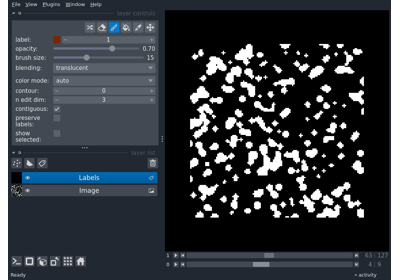 File View Plugins Window Help
layer controls
label: 1
opacity: 0.70
brush size: 15
blending: translucent
color mode: auto
contour: 0
n edit dim: 3
contiguous:
preserve
labels:
show
selected:
layer list
Labels
Image
1 63 127
0 4 9
Ready activity